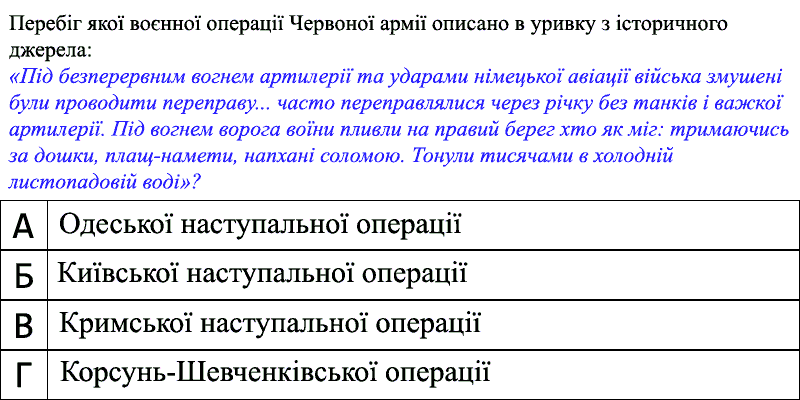 Перебіг якої воєнної операції Червоної армії описано в уривку з історичного
джерела:
«Під безперервним вогнем артилерії та ударами німецької авіації війська змушені
були проводити переправу... часто переправлялися через річку без танків і важкої
артилерії. Під вогнем ворога воїни пливли на правий берег хто як міг: тримаючись
за дошки, плащ-намети, напхані соломою. Тонули тисячами в холодній
листопадовій воді»?
А Одеської наступальної операції
Б Київської наступальної операції
В Кримської наступальної операції
Г Корсунь-Шевченківської операції